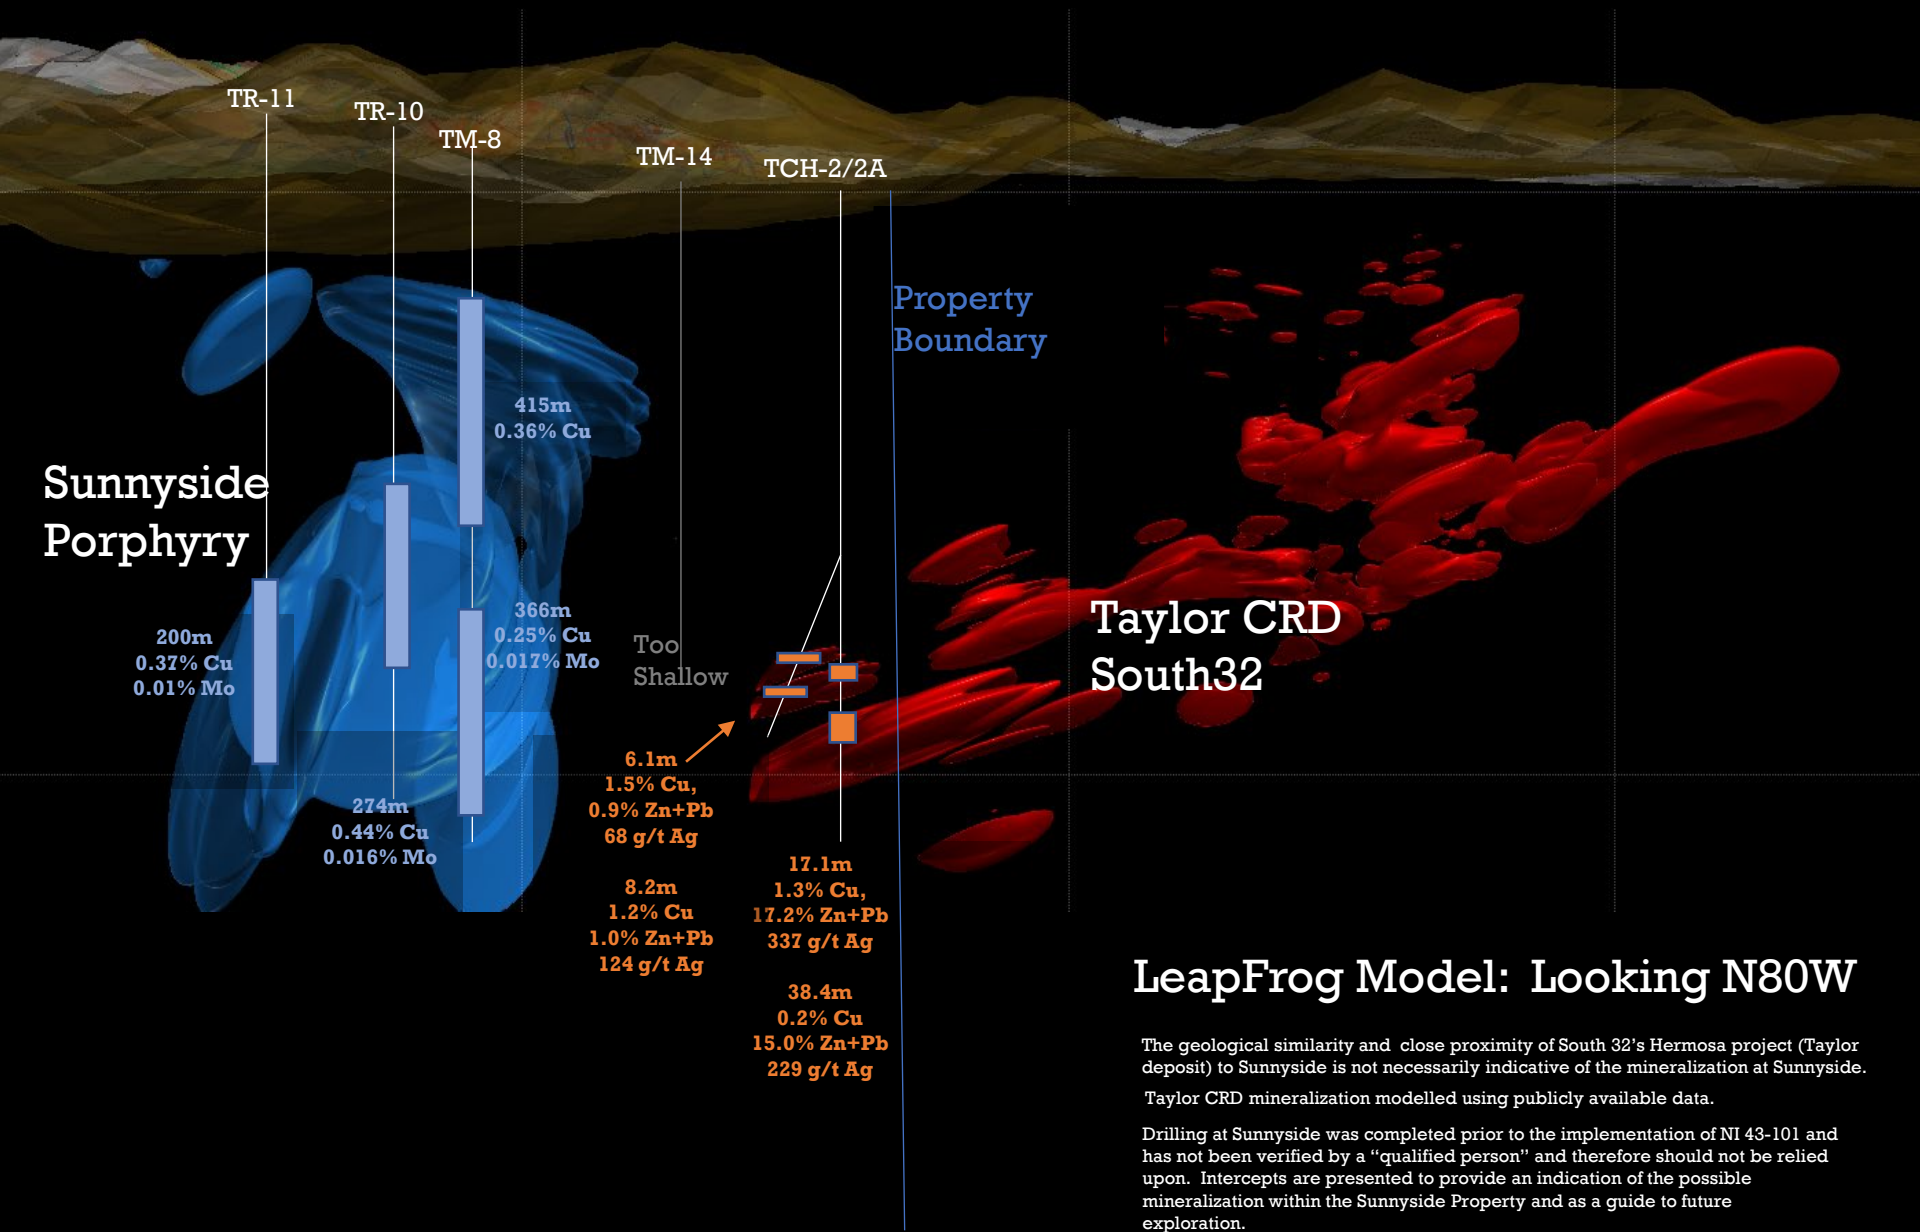 TR-11
TR-10
TM-8
TM-14
TCH-2/2A
Property
Boundary
415m
0.36% Cu
Sunnyside
Porphyry
200m
0.37% Cu
0.01% Mo
366m
0.25% Cu
0.017% Mo
Too
Shallow
Taylor CRD
South32
274m
0.44% Cu
0.016% Mo
6.1m
1.5% Cu,
0.9% Zn+Pb
68 g/t Ag
8.2m
1.2% Cu
1.0% Zn+Pb
124 g/t Ag
17.1m
1.3% Cu,
17.2% Zn+Pb
337 g/t Ag
38.4m
0.2% Cu
15.0% Zn+Pb
229 g/t Ag
LeapFrog Model: Looking N80W
The geological similarity and close proximity of South 32's Hermosa project (Taylor
deposit) to Sunnyside is not necessarily indicative of the mineralization at Sunnyside.
Taylor CRD mineralization modelled using publicly available data.
Drilling at Sunnyside was completed prior to the implementation of NI 43-101 and
has not been verified by a “qualified person” and therefore should not be relied
upon. Intercepts are presented to provide an indication of the possible
mineralization within the Sunnyside Property and as a guide to future
exploration.